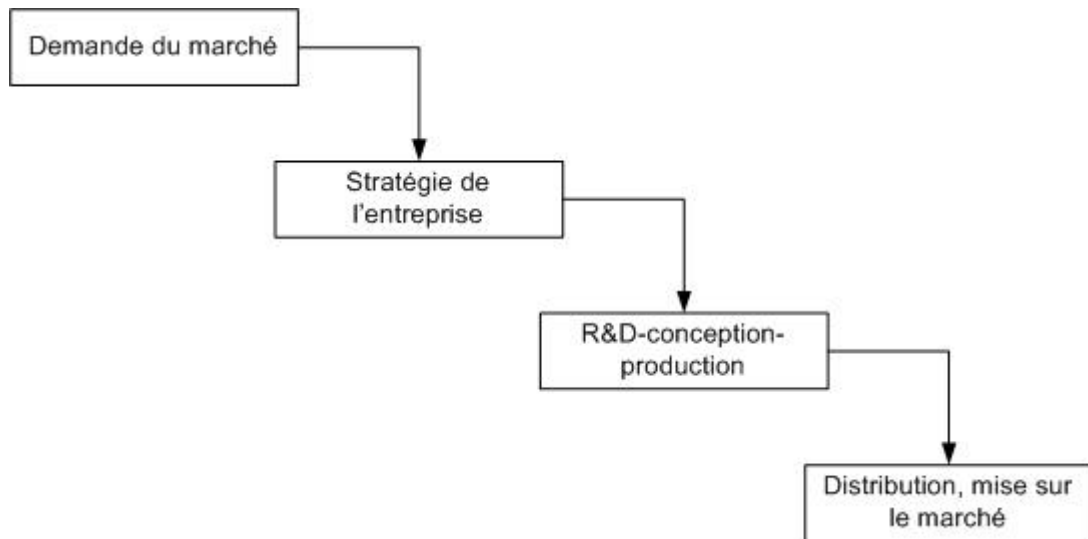 Demande du marché
Stratégie de
l'entreprise
R&D-conception-
production
Distribution, mise sur
le marché